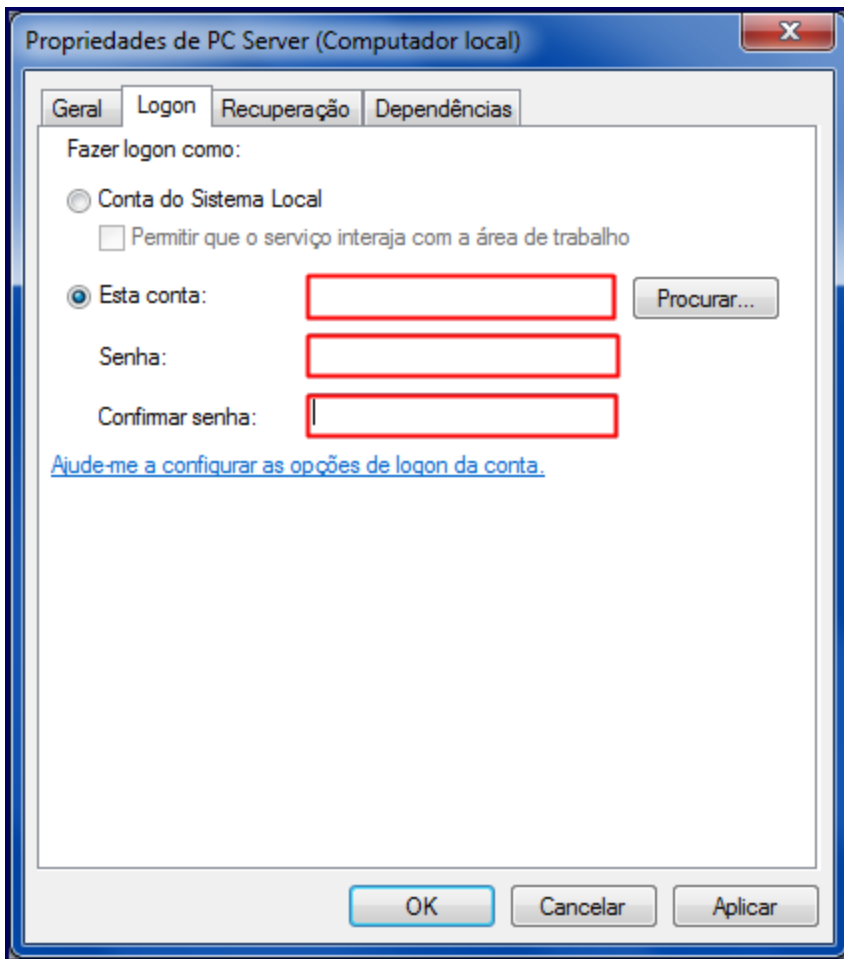 Propriedades de PC Server (Computador local)
x
Geral Logon Recuperação Dependências
Fazer logon como:
Conta do Sistema Local
Permitir que o serviço interaja com a área de trabalho
Esta conta: Procurar...
Senha:
Confirmar senha:
Ajude-me a configurar as opções de logon da conta.
OK Cancelar Aplicar